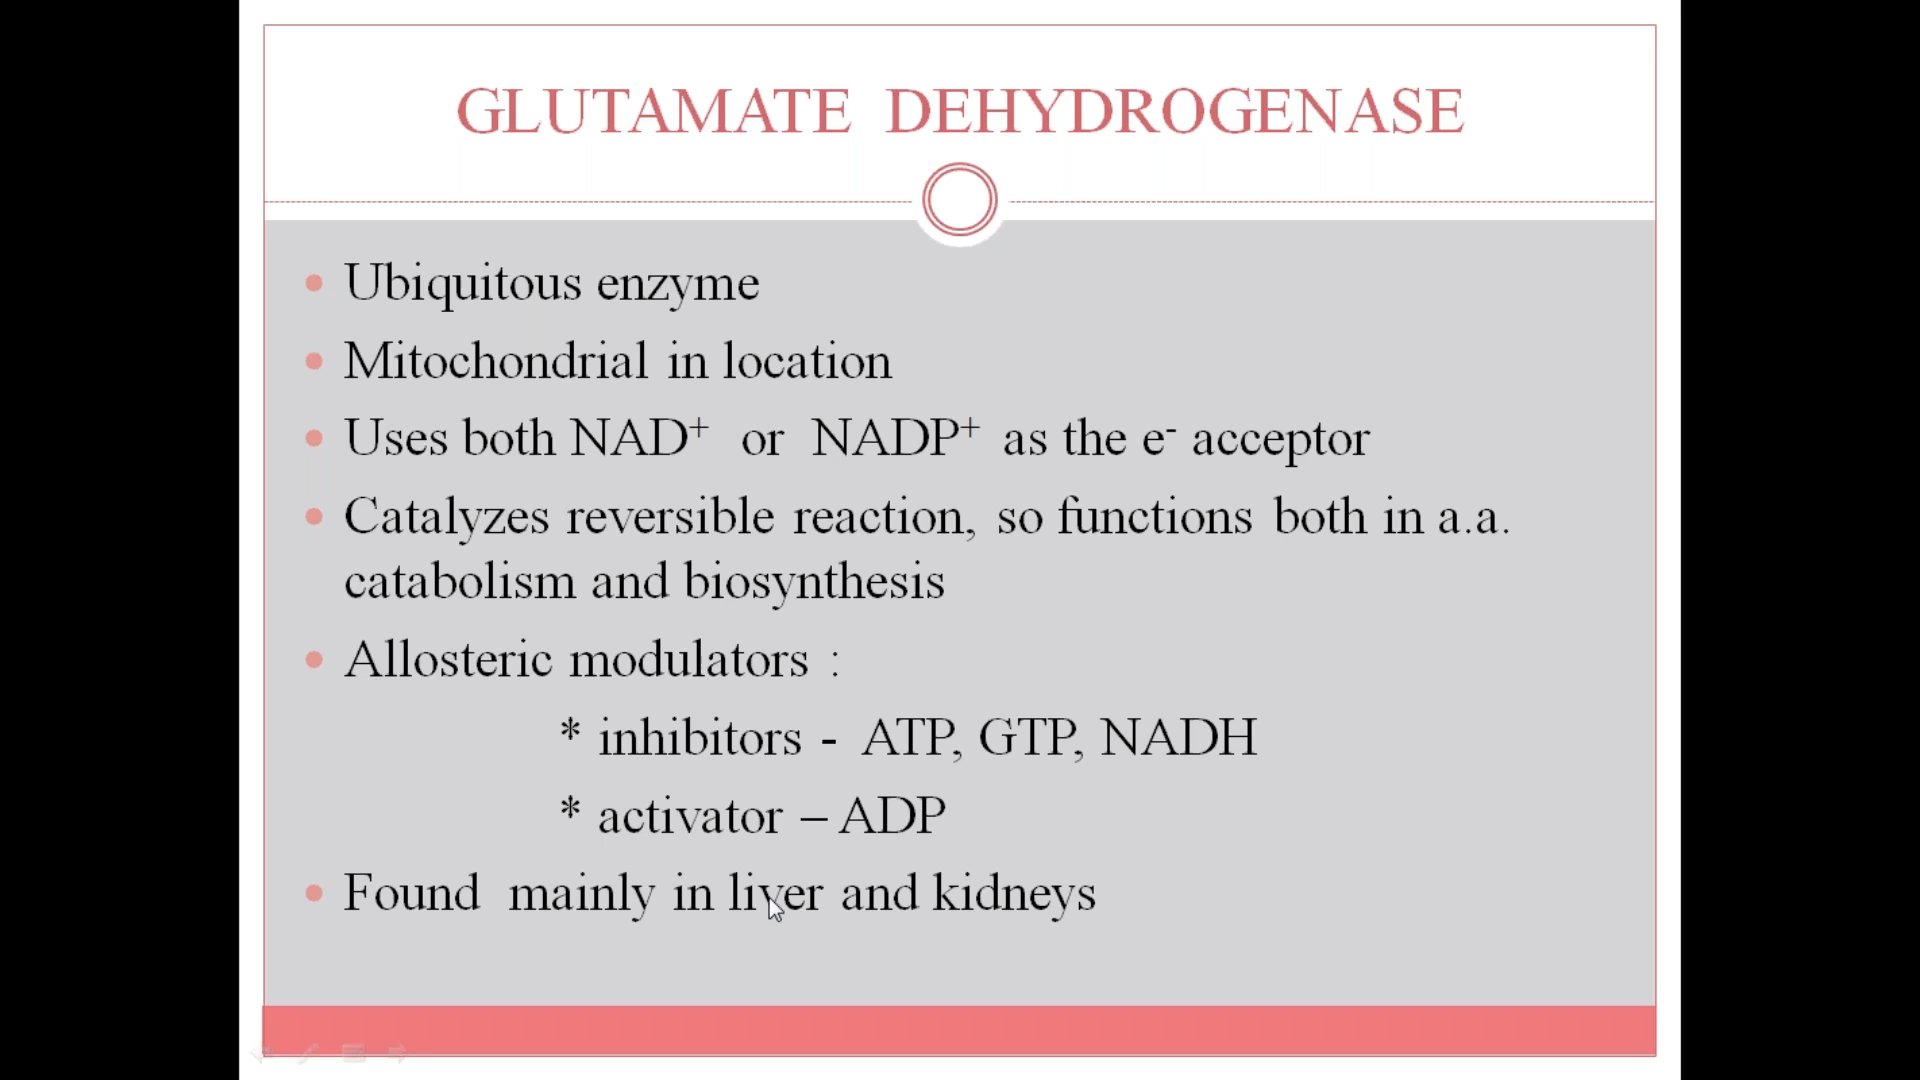 GLUTAMATE DEHYDROGENASE
• Ubiquitous enzyme
• Mitochondrial in location
• Uses both NAD⁺ or NADP⁺ as the e⁻ acceptor
• Catalyzes reversible reaction, so functions both in a.a.
catabolism and biosynthesis
• Allosteric modulators :
* inhibitors - ATP, GTP, NADH
* activator – ADP
• Found mainly in liver and kidneys